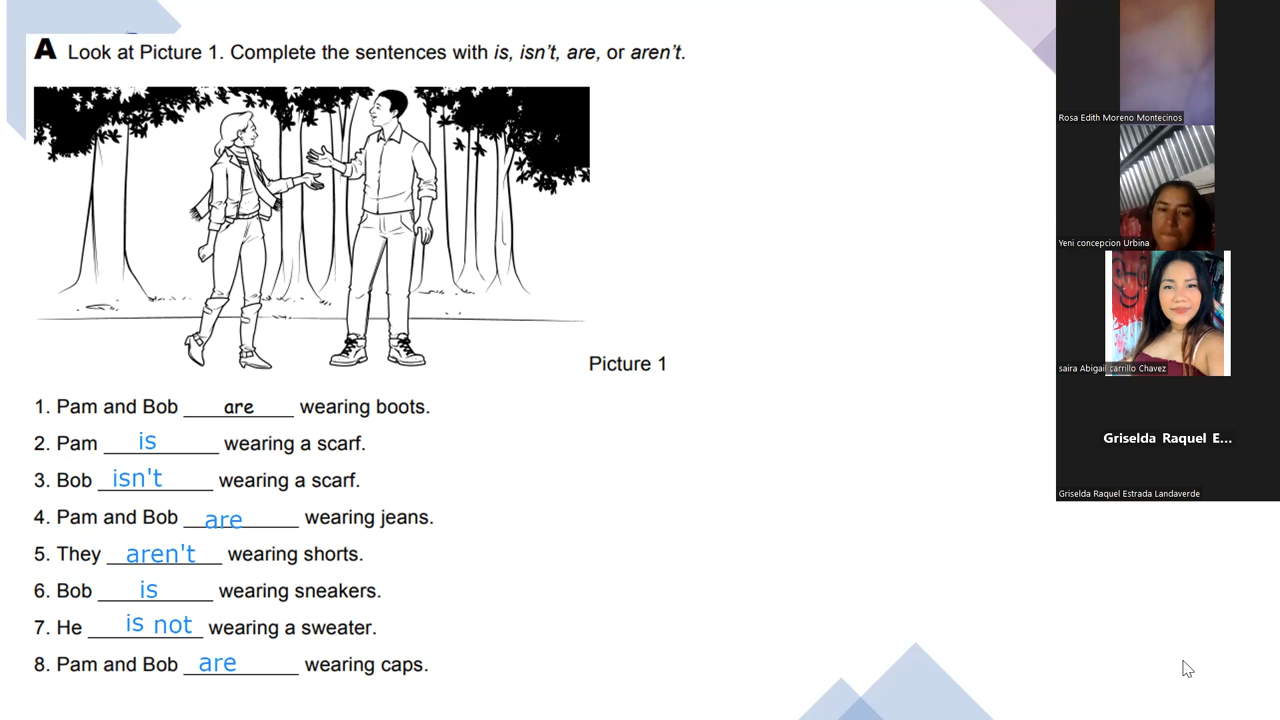 A Look at Picture 1. Complete the sentences with is, isn’t, are, or aren’t.
Picture 1
1. Pam and Bob are wearing boots.
2. Pam is wearing a scarf.
3. Bob isn't wearing a scarf.
4. Pam and Bob are wearing jeans.
5. They aren't wearing shorts.
6. Bob is wearing sneakers.
7. He is not wearing a sweater.
8. Pam and Bob are wearing caps.
Rosa Edith Moreno Montecinos
Yeni concepcion Urbina
saira Abigail carrillo Chavez
Griselda Raquel E...
Griselda Raquel Estrada Landaverde